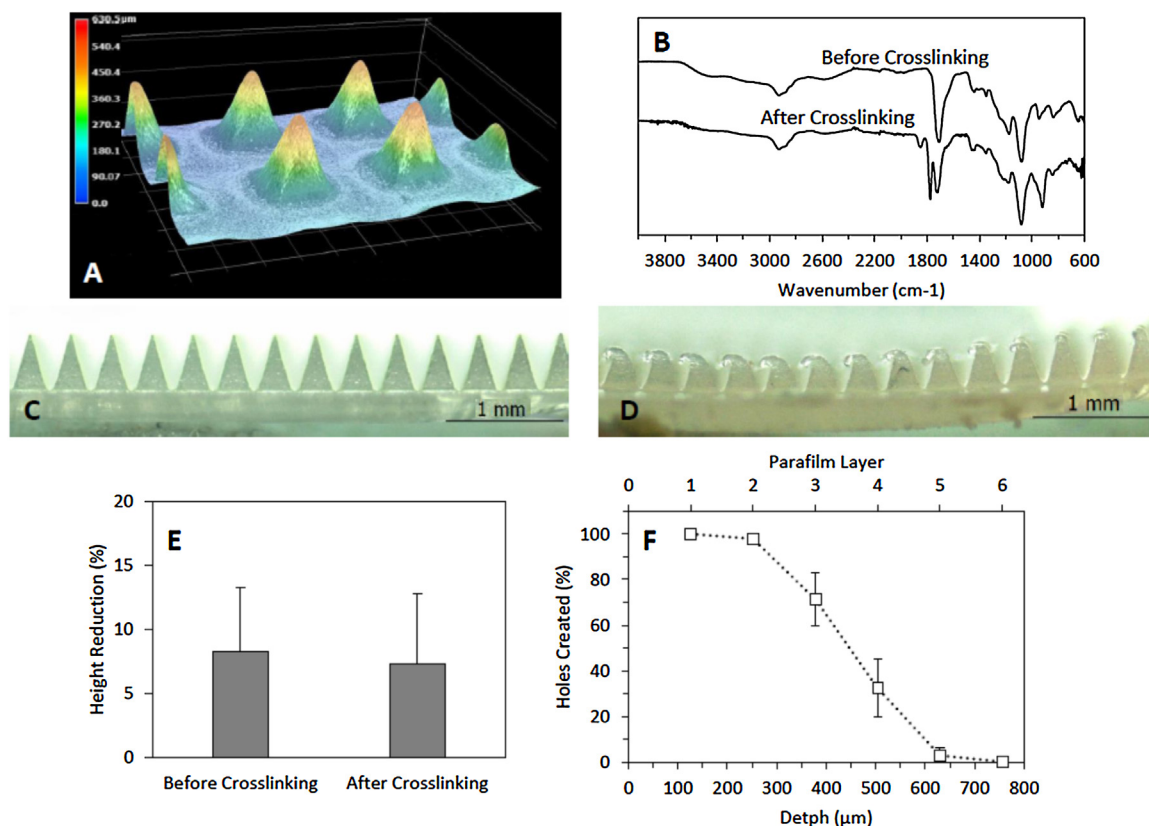 630.5µm
540.4
450.4
360.3
270.2
180.1
90.07
0.0
A
B
Before Crosslinking
After Crosslinking
3800 3400 3000 2600 2200 1800 1400 1000 600
Wavenumber (cm-1)
C
1 mm
D
1 mm
E
Height Reduction (%)
20
15
10
5
0
Before Crosslinking After Crosslinking
Parafilm Layer
0 1 2 3 4 5 6
F
Holes Created (%)
100
80
60
40
20
0
0 100 200 300 400 500 600 700 800
Detph (µm)